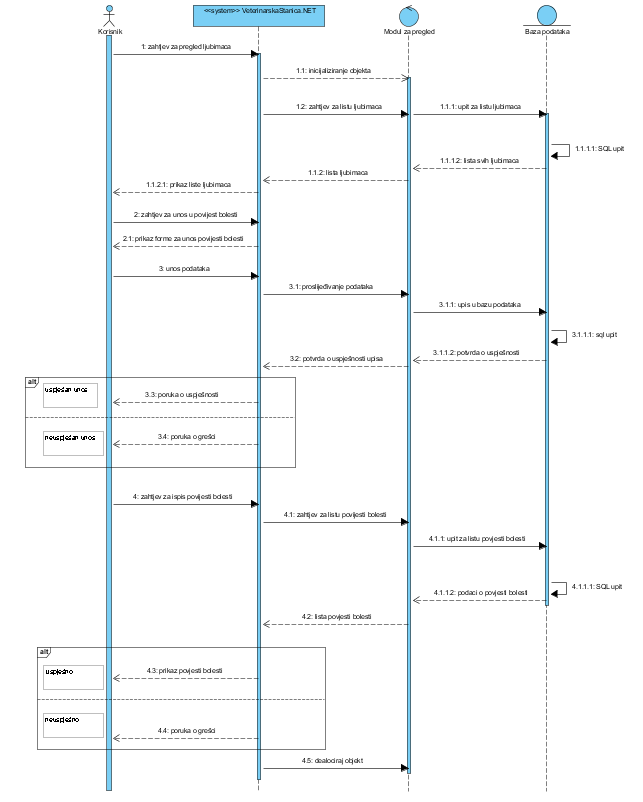 <<system>> VeterinarskaStanica.NET
Korisnik
Modul za pregled
Baza podataka
1: zahtjev za pregled ljubimaca
1.1: inicijaliziranje objekta
1.2: zahtjev za listu ljubimaca
1.1.1: upit za listu ljubimaca
1.1.1.1: SQL upit
1.1.1.2: lista svih ljubimaca
1.1.2: lista ljubimaca
1.1.2.1: prikaz liste ljubimaca
2: zahtjev za unos u povijest bolesti
2.1: prikaz forme za unos povijesti bolesti
3: unos podataka
3.1: proslijeđivanje podataka
3.1.1: upis u bazu podataka
3.1.1.1: sql upit
3.1.1.2: potvrda o uspješnosti
3.2: potvrda o uspješnosti upisa
alt
uspješan unos
3.3: poruka o uspješnosti
neuspješan unos
3.4: poruka o grešci
4: zahtjev za ispis povijesti bolesti
4.1: zahtjev za listu povijesti bolesti
4.1.1: upit za listu povjesti bolesti
4.1.1.1: SQL upit
4.1.1.2: podaci o povjesti bolesti
4.2: lista povjesti bolesti
alt
uspješno
4.3: prikaz povjesti bolesti
neuspješno
4.4: poruka o grešci
4.5: dealociraj objekt